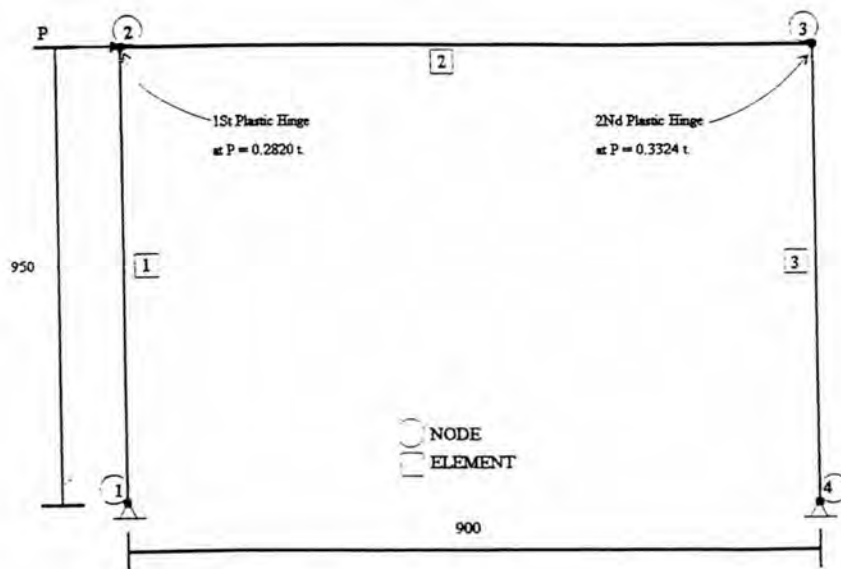 P
2
3
2
1St Plastic Hinge
at P = 0.2820 t.
2Nd Plastic Hinge
at P = 0.3324 t.
950
1
3
NODE
ELEMENT
1
4
900